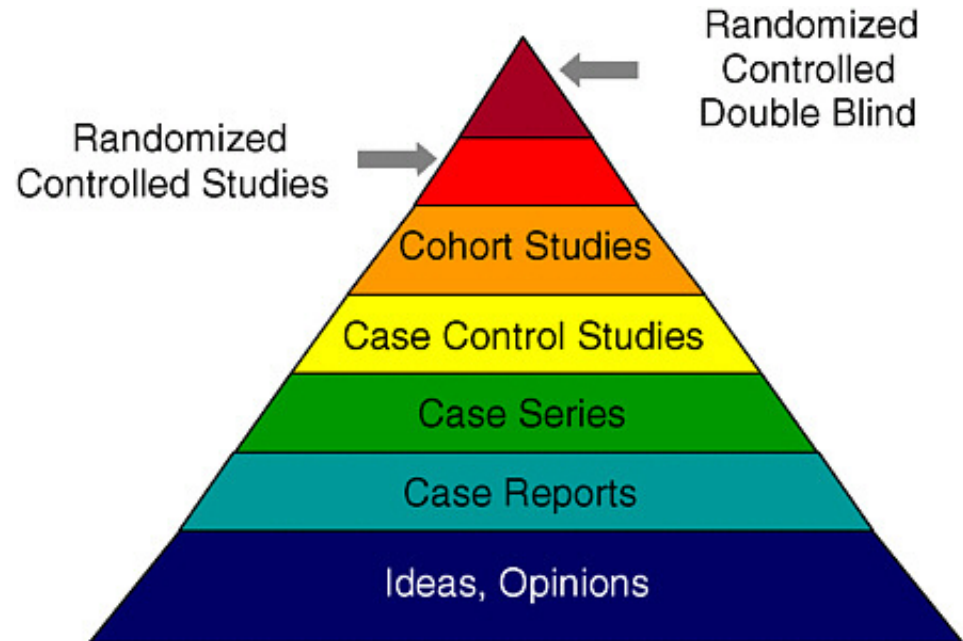 Randomized
Controlled
Double Blind
Randomized
Controlled Studies
Cohort Studies
Case Control Studies
Case Series
Case Reports
Ideas, Opinions